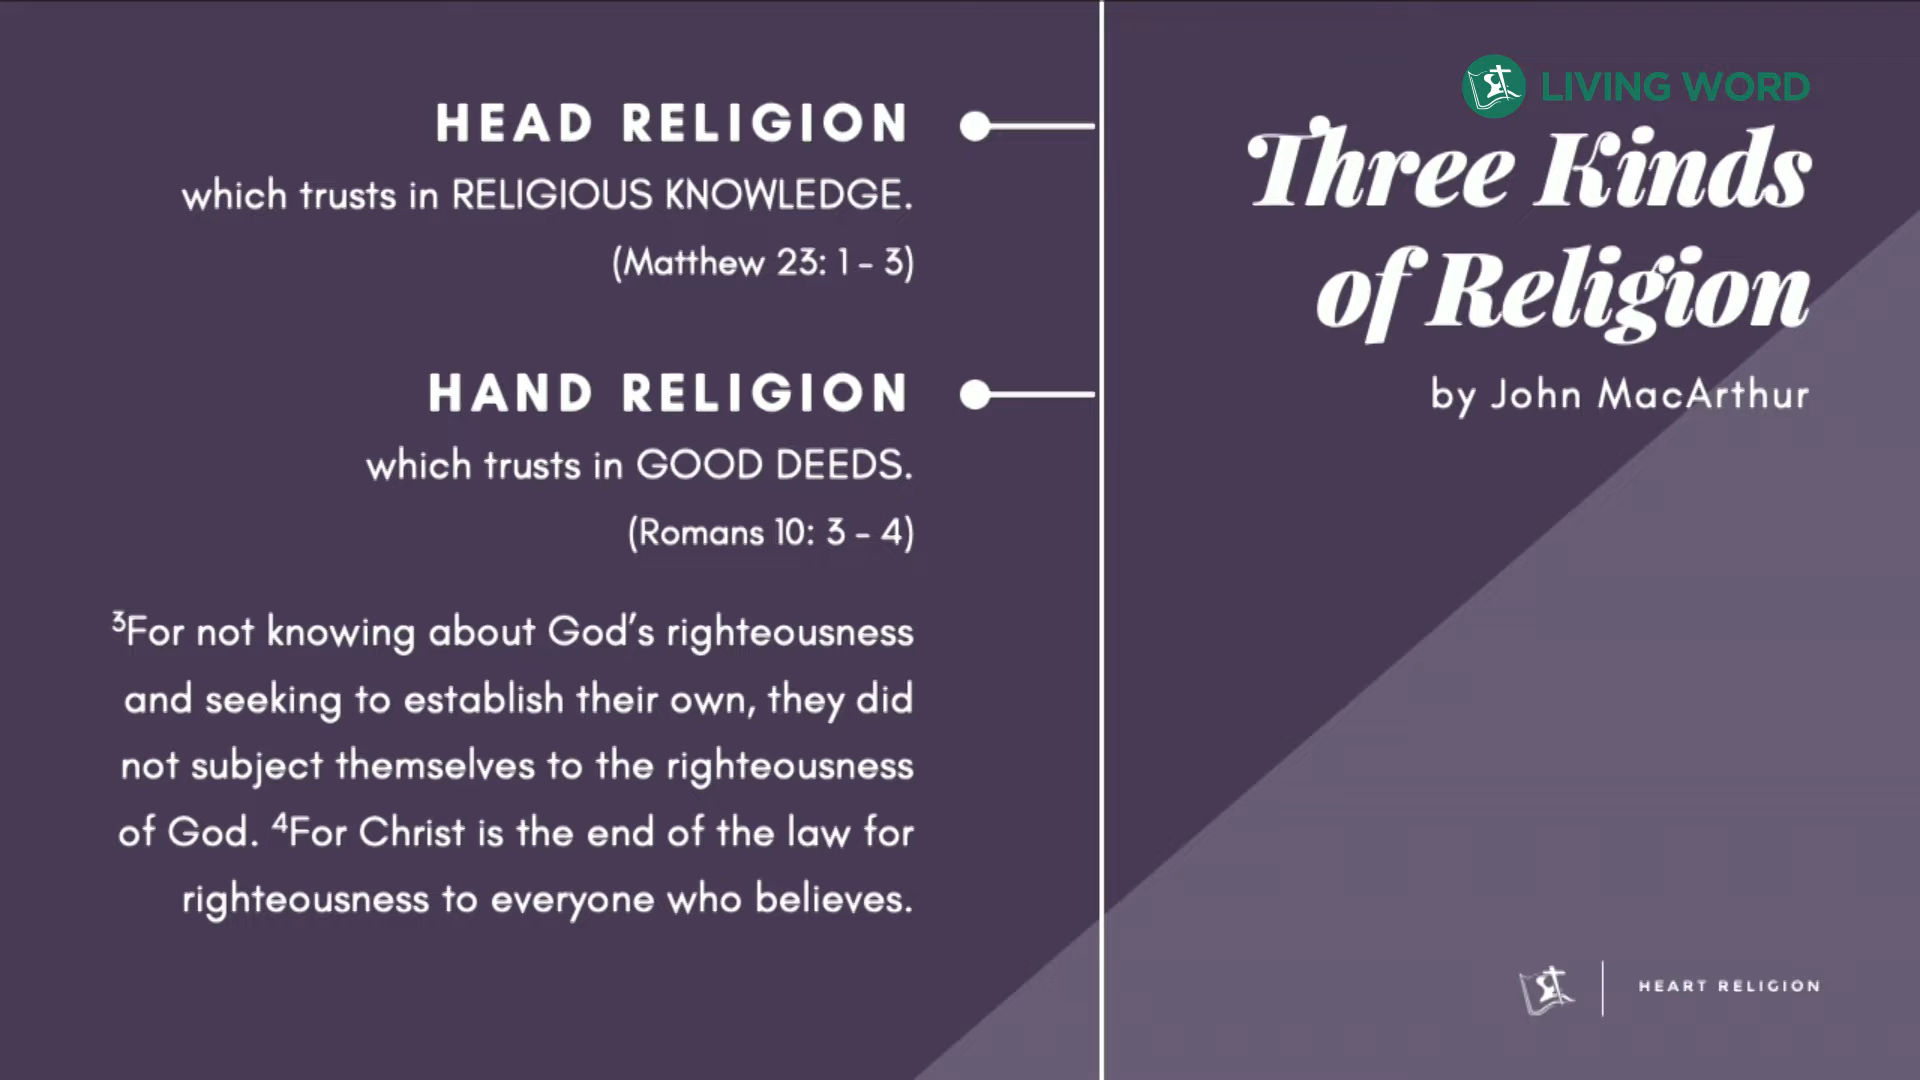 HEAD RELIGION
which trusts in RELIGIOUS KNOWLEDGE.
(Matthew 23: 1 - 3)
HAND RELIGION
which trusts in GOOD DEEDS.
(Romans 10: 3 - 4)
³For not knowing about God's righteousness
and seeking to establish their own, they did
not subject themselves to the righteousness
of God. ⁴For Christ is the end of the law for
righteousness to everyone who believes.
LIVING WORD
Three Kinds
of Religion
by John MacArthur
HEART RELIGION